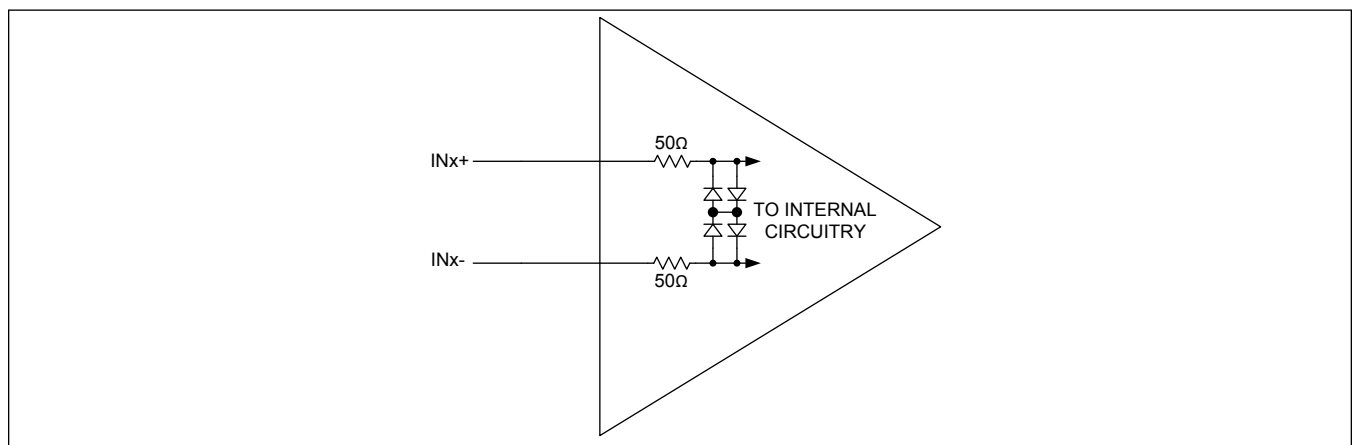 50Ω
INx+
TO INTERNAL
CIRCUITRY
INx-
50Ω